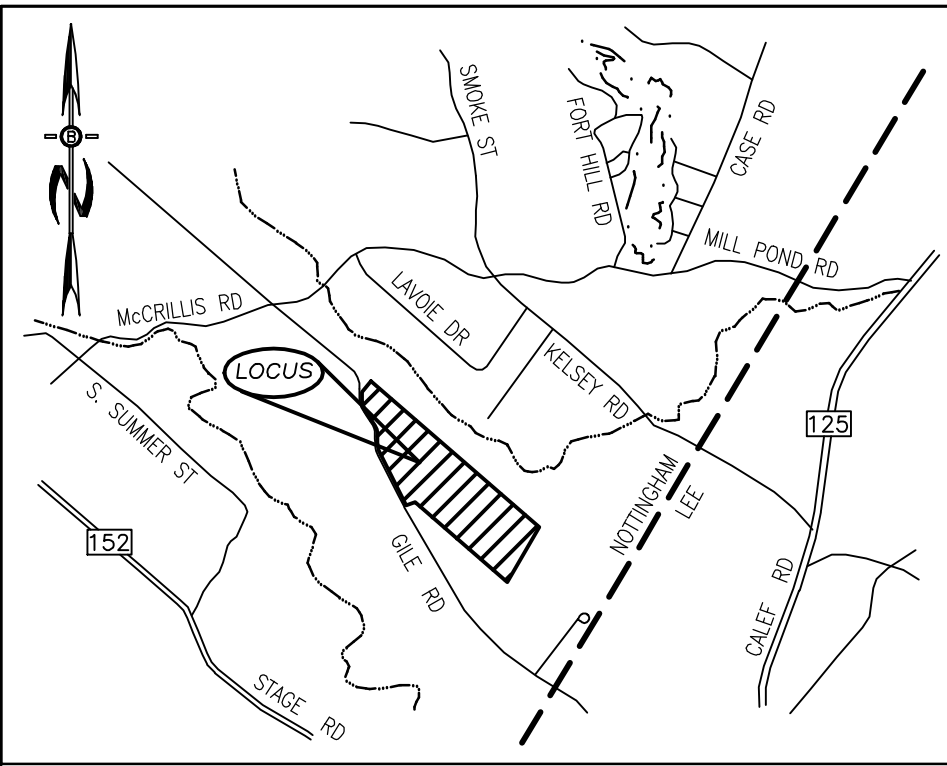 SMOKE ST
FORT HILL RD
CASE RD
B
N
MILL POND RD
McCRILLIS RD
LAVOIE DR
LOCUS
KELSEY RD
S. SUMMER ST
125
NOTTINGHAM
LEE
152
GILE RD
CALEF RD
STAGE RD